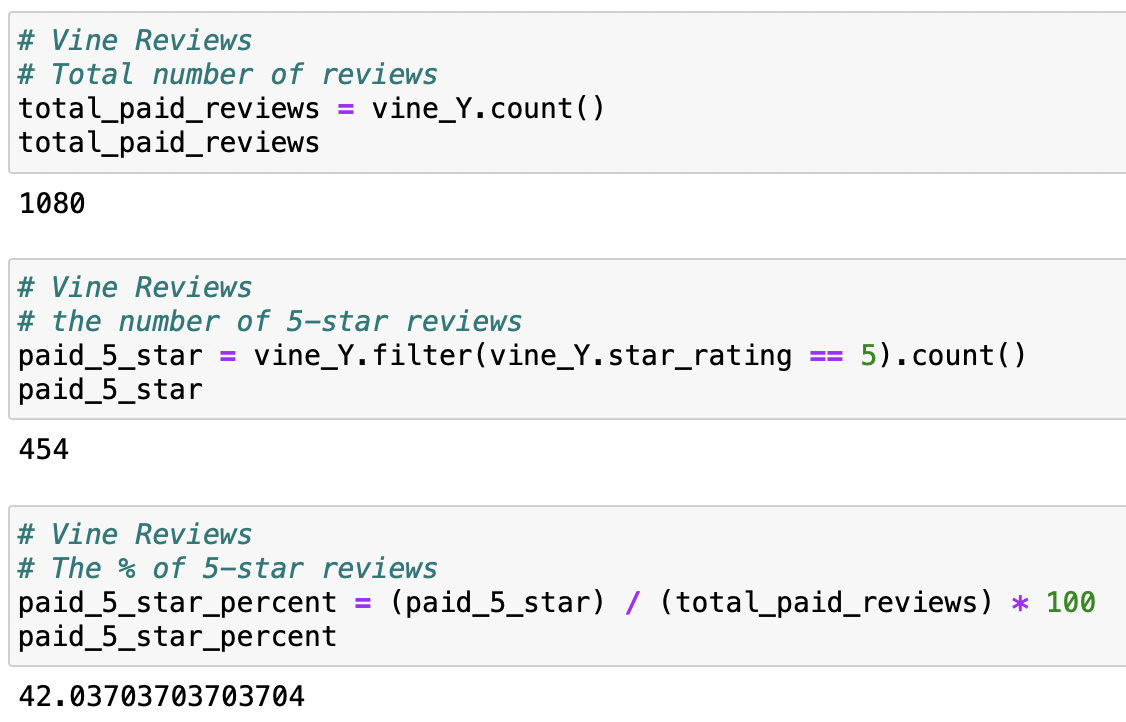 # Vine Reviews
# Total number of reviews
total_paid_reviews = vine_Y.count()
total_paid_reviews
1080
# Vine Reviews
# the number of 5-star reviews
paid_5_star = vine_Y.filter(vine_Y.star_rating == 5).count()
paid_5_star
454
# Vine Reviews
# The % of 5-star reviews
paid_5_star_percent = (paid_5_star) / (total_paid_reviews) * 100
paid_5_star_percent
42.03703703703704